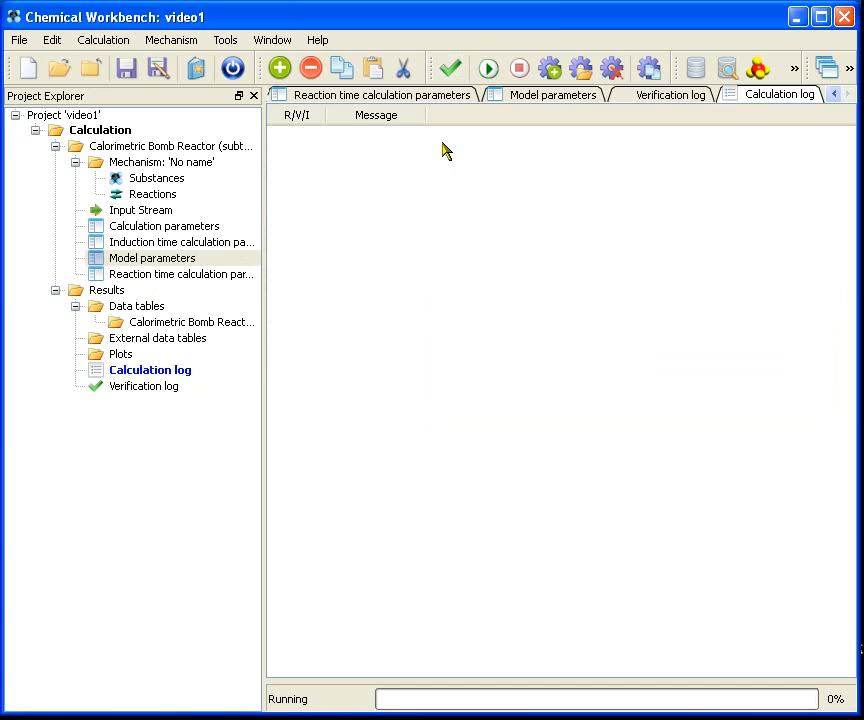 Chemical Workbench: video1
File Edit Calculation Mechanism Tools Window Help
Project Explorer
Reaction time calculation parameters Model parameters Verification log Calculation log
R/V/I Message
Project 'video1'
Calculation
Calorimetric Bomb Reactor (subt...
Mechanism: 'No name'
Substances
Reactions
Input Stream
Calculation parameters
Induction time calculation pa...
Model parameters
Reaction time calculation par...
Results
Data tables
Calorimetric Bomb React...
External data tables
Plots
Calculation log
Verification log
Running 0%